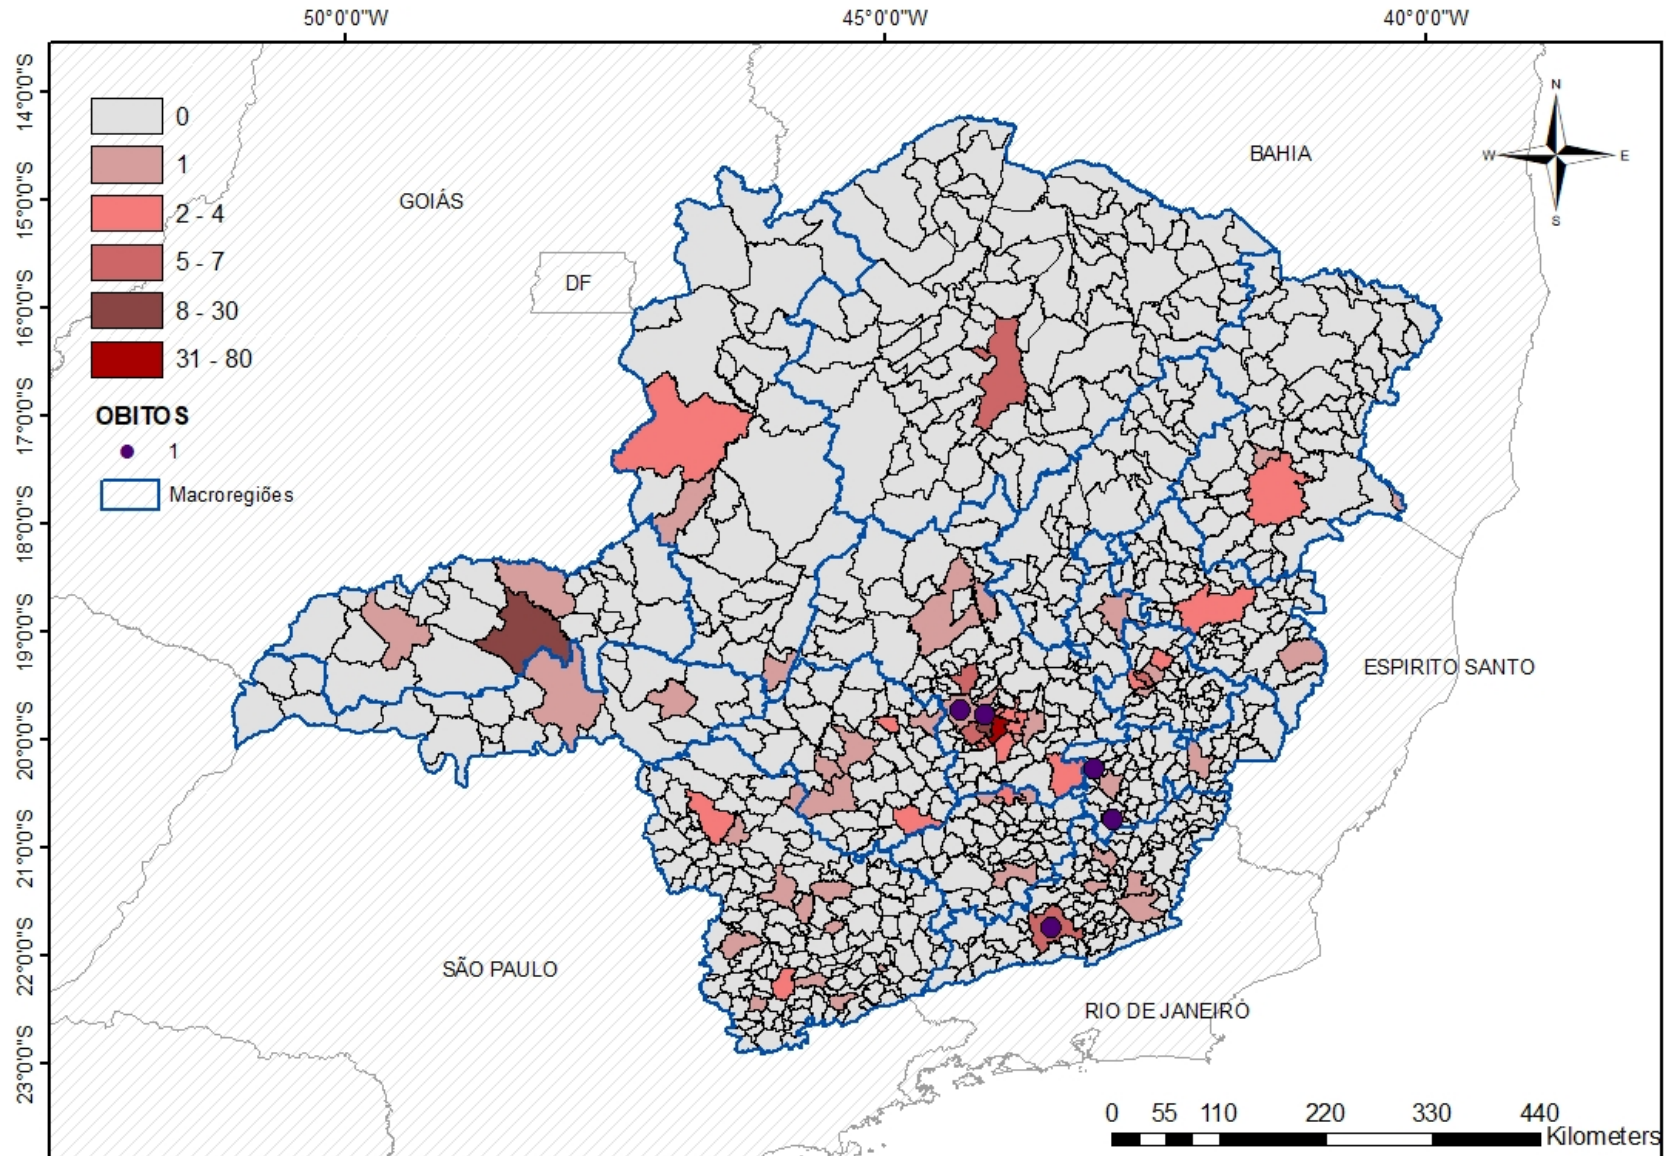 50°0'0"W 45°0'0"W 40°0'0"W
14°0'0"S
15°0'0"S
16°0'0"S
17°0'0"S
18°0'0"S
19°0'0"S
20°0'0"S
21°0'0"S
22°0'0"S
23°0'0"S
0
1
2 - 4
5 - 7
8 - 30
31 - 80
OBITOS
1
Macroregiões
N
W E
S
BAHIA
GOIÁS
DF
ESPIRITO SANTO
SÃO PAULO
RIO DE JANEIRO
0 55 110 220 330 440
Kilometers